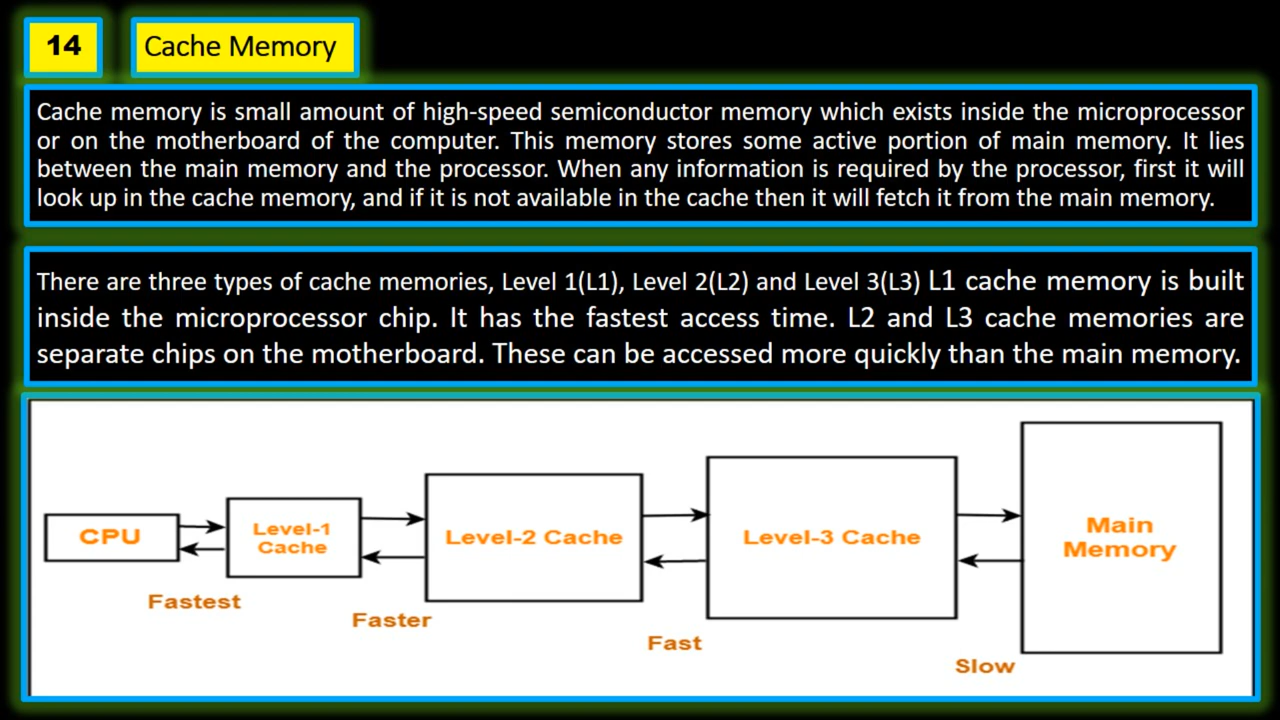 14
Cache Memory
Cache memory is small amount of high-speed semiconductor memory which exists inside the microprocessor
or on the motherboard of the computer. This memory stores some active portion of main memory. It lies
between the main memory and the processor. When any information is required by the processor, first it will
look up in the cache memory, and if it is not available in the cache then it will fetch it from the main memory.
There are three types of cache memories, Level 1(L1), Level 2(L2) and Level 3(L3) L1 cache memory is built
inside the microprocessor chip. It has the fastest access time. L2 and L3 cache memories are
separate chips on the motherboard. These can be accessed more quickly than the main memory.
CPU
Level-1
Cache
Level-2 Cache
Level-3 Cache
Main
Memory
Fastest
Faster
Fast
Slow